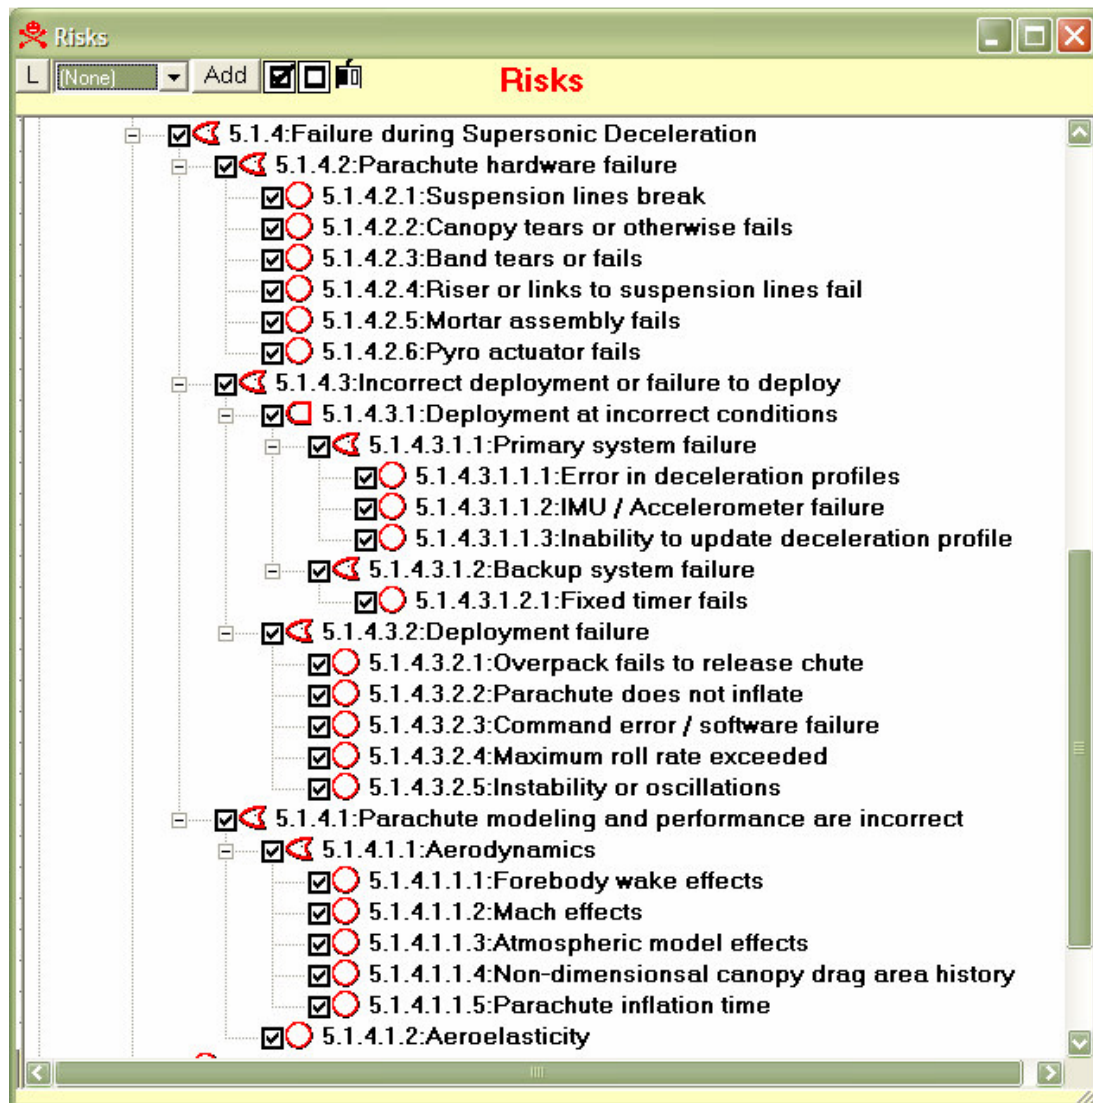 Risks
L (None) Add Risks
5.1.4:Failure during Supersonic Deceleration
5.1.4.2:Parachute hardware failure
5.1.4.2.1:Suspension lines break
5.1.4.2.2:Canopy tears or otherwise fails
5.1.4.2.3:Band tears or fails
5.1.4.2.4:Riser or links to suspension lines fail
5.1.4.2.5:Mortar assembly fails
5.1.4.2.6:Pyro actuator fails
5.1.4.3:Incorrect deployment or failure to deploy
5.1.4.3.1:Deployment at incorrect conditions
5.1.4.3.1.1:Primary system failure
5.1.4.3.1.1.1:Error in deceleration profiles
5.1.4.3.1.1.2:IMU / Accelerometer failure
5.1.4.3.1.1.3:Inability to update deceleration profile
5.1.4.3.1.2:Backup system failure
5.1.4.3.1.2.1:Fixed timer fails
5.1.4.3.2:Deployment failure
5.1.4.3.2.1:Overpack fails to release chute
5.1.4.3.2.2:Parachute does not inflate
5.1.4.3.2.3:Command error / software failure
5.1.4.3.2.4:Maximum roll rate exceeded
5.1.4.3.2.5:Instability or oscillations
5.1.4.1:Parachute modeling and performance are incorrect
5.1.4.1.1:Aerodynamics
5.1.4.1.1.1:Forebody wake effects
5.1.4.1.1.2:Mach effects
5.1.4.1.1.3:Atmospheric model effects
5.1.4.1.1.4:Non-dimensionsal canopy drag area history
5.1.4.1.1.5:Parachute inflation time
5.1.4.1.2:Aeroelasticity